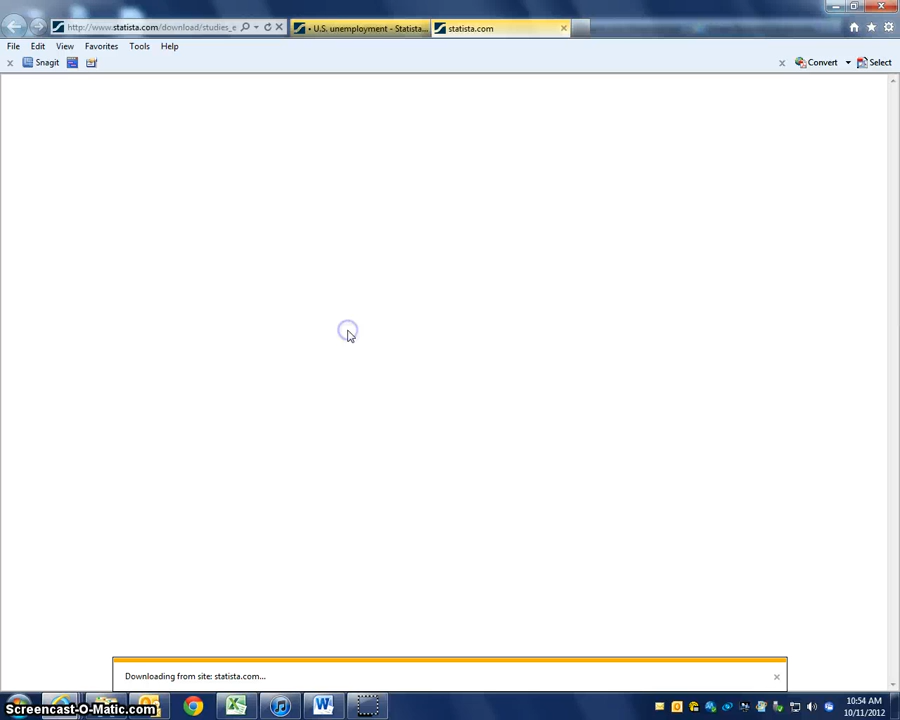 http://www.statista.com/download/studies_e
• U.S. unemployment - Statista...
statista.com
File Edit View Favorites Tools Help
Snagit
Convert
Select
Downloading from site: statista.com...
Screencast-O-Matic.com
10:54 AM
10/11/2012